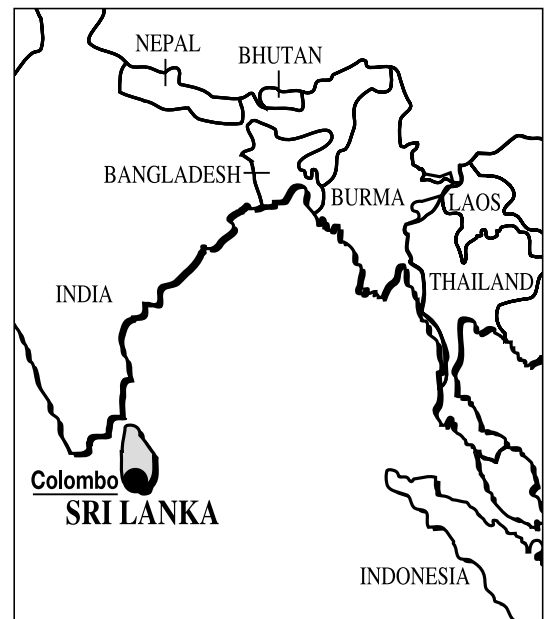 NEPAL
BHUTAN
BANGLADESH
BURMA
LAOS
THAILAND
INDIA
Colombo
SRI LANKA
INDONESIA